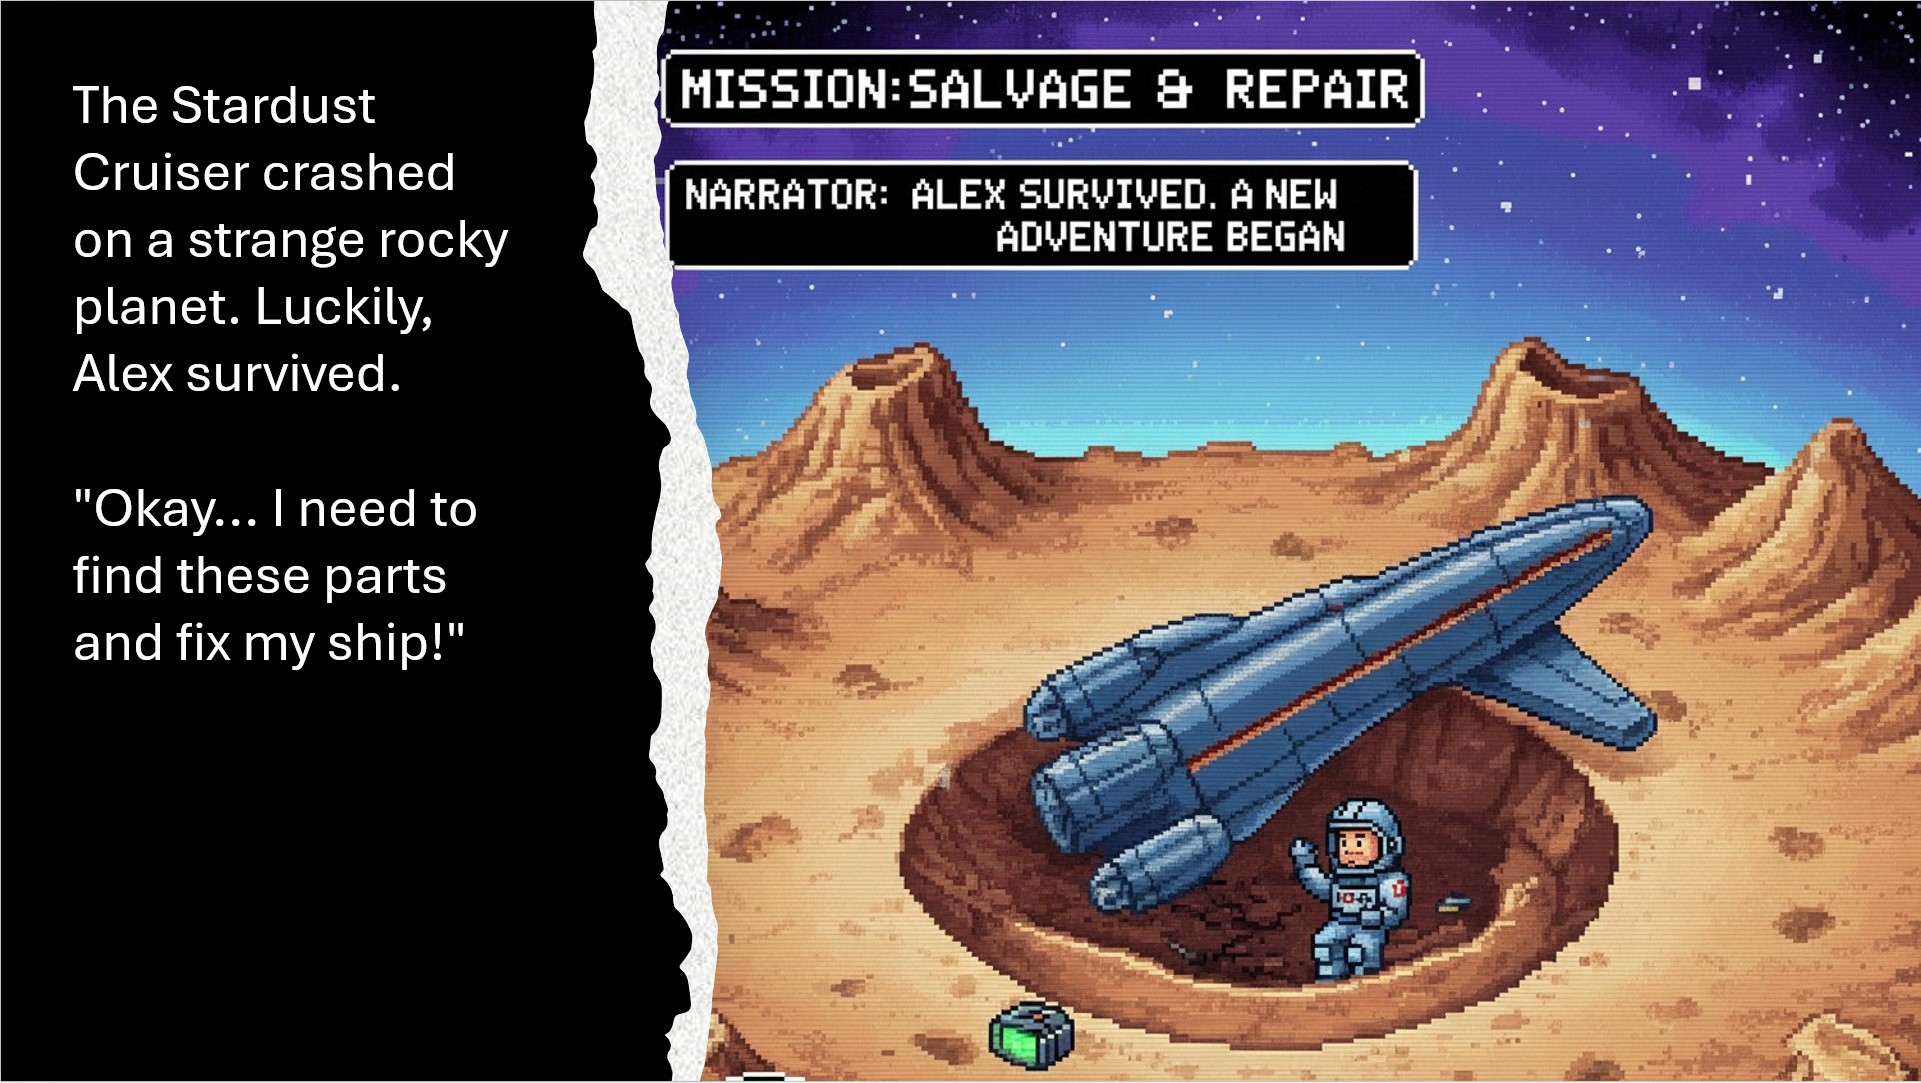 The Stardust
Cruiser crashed
on a strange rocky
planet. Luckily,
Alex survived.
"Okay... I need to
find these parts
and fix my ship!"
MISSION:SALVAGE & REPAIR
NARRATOR: ALEX SURVIVED. A NEW
ADVENTURE BEGAN